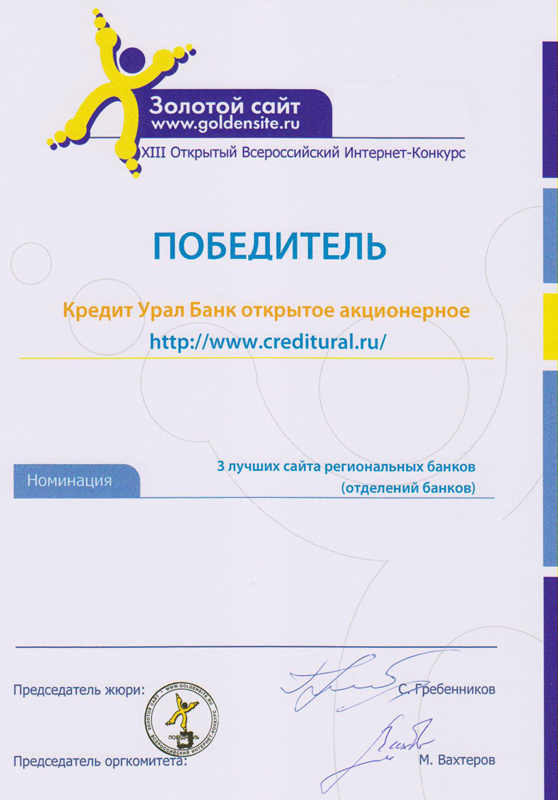 Золотой сайт
www.goldensite.ru
XIII Открытый Всероссийский Интернет-Конкурс
ПОБЕДИТЕЛЬ
Кредит Урал Банк открытое акционерное
http://www.creditural.ru/
Номинация
3 лучших сайта региональных банков
(отделений банков)
Председатель жюри:
С. Гребенников
ЗОЛОТОЙ САЙТ • WWW.GOLDENSITE.RU
ВСЕРОССИЙСКИЙ ИНТЕРНЕТ-КОНКУРС
ПОБЕДИТЕЛЬ
Председатель оргкомитета:
М. Вахтеров